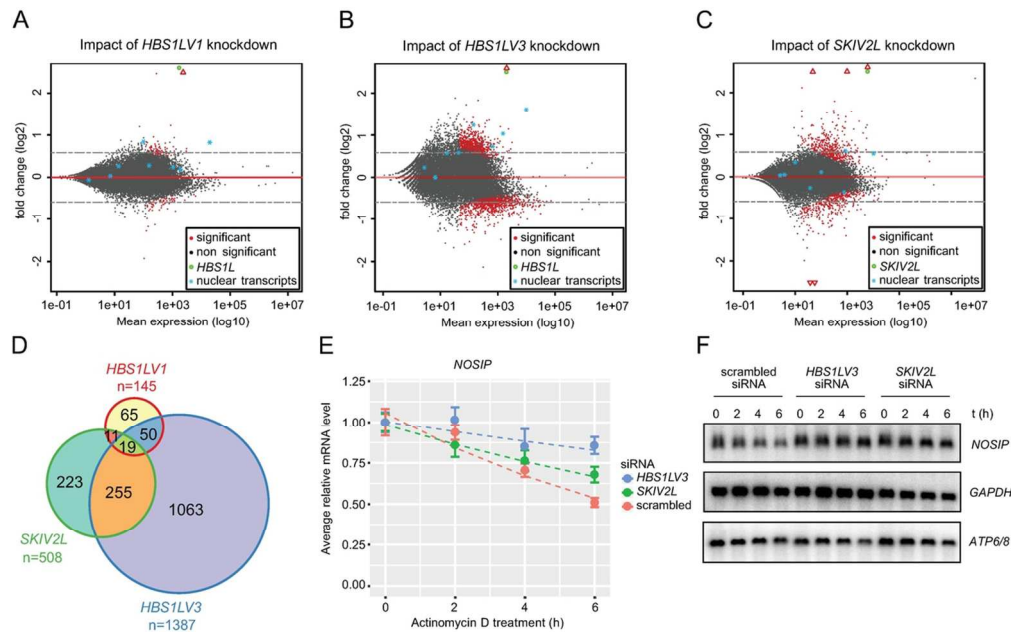 A
Impact of HBS1LV1 knockdown
fold change (log2)
2
1
0
-1
-2
significant
non significant
HBS1L
nuclear transcripts
1e-01 1e+01 1e+03 1e+05 1e+07
Mean expression (log10)
B
Impact of HBS1LV3 knockdown
fold change (log2)
2
1
0
-1
-2
significant
non significant
HBS1L
nuclear transcripts
1e-01 1e+01 1e+03 1e+05 1e+07
Mean expression (log10)
C
Impact of SKIV2L knockdown
fold change (log2)
2
1
0
-1
-2
significant
non significant
SKIV2L
nuclear transcripts
1e-01 1e+01 1e+03 1e+05 1e+07
Mean expression (log10)
D
HBS1LV1
n=145
65
11
50
19
223
255
1063
SKIV2L
n=508
HBS1LV3
n=1387
E
NOSIP
Average relative mRNA level
1.25
1.00
0.75
0.50
0.25
0.00
0 2 4 6
Actinomycin D treatment (h)
siRNA
HBS1LV3
SKIV2L
scrambled
F
scrambled siRNA
HBS1LV3 siRNA
SKIV2L siRNA
0 2 4 6 0 2 4 6 0 2 4 6 t (h)
NOSIP
GAPDH
ATP6/8